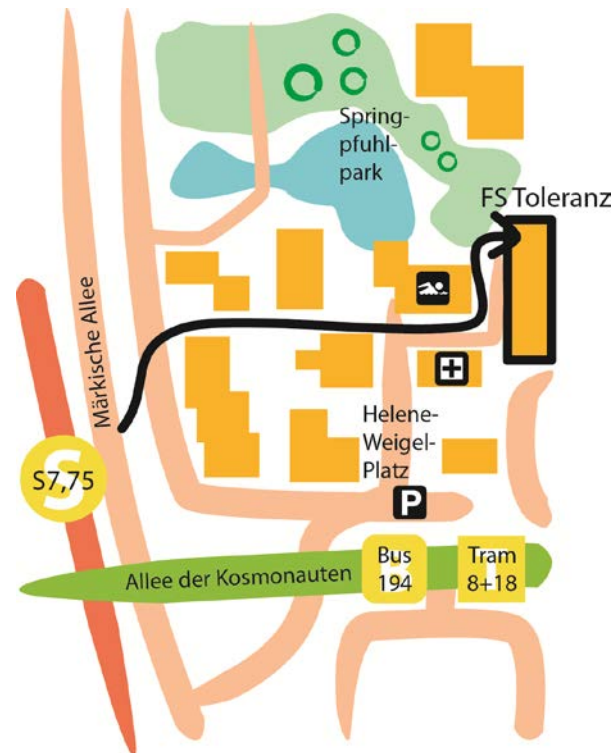 Spring-
pfuhl-
park
FS Toleranz
Märkische Allee
S7,75
Helene-
Weigel-
Platz
P
Allee der Kosmonauten
Bus
194
Tram
8+18